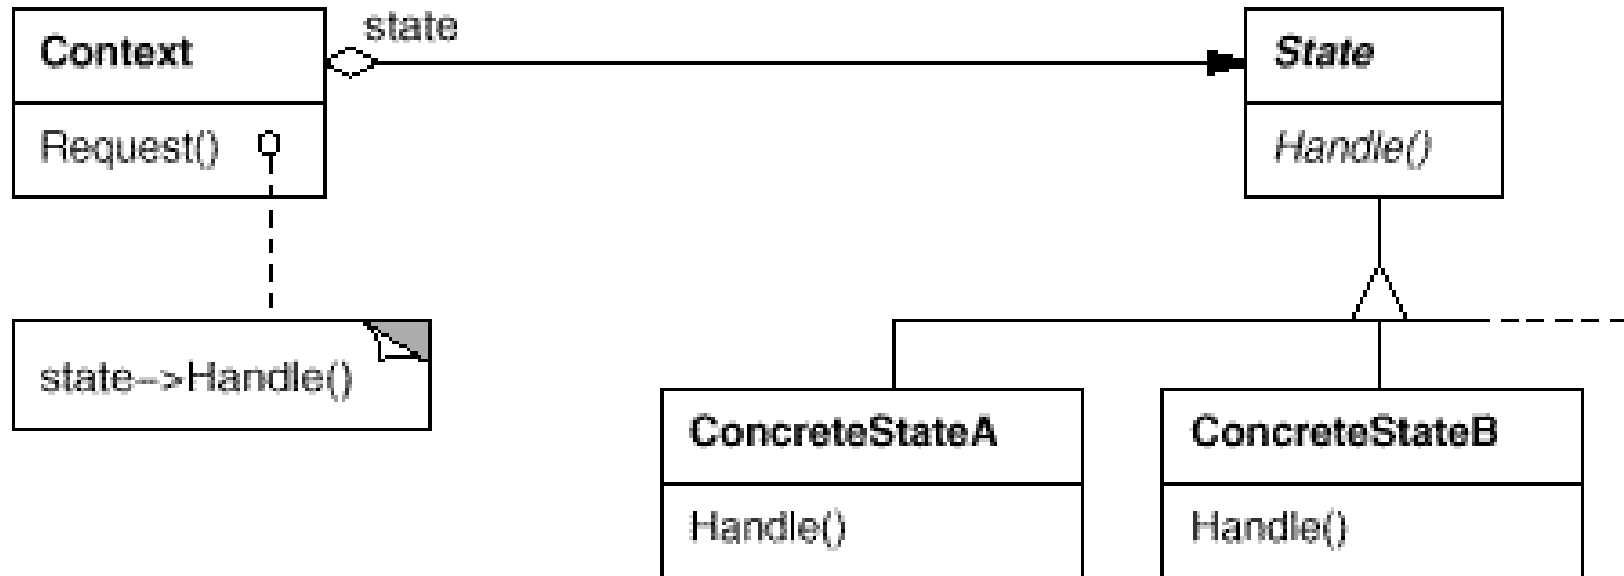 Context
Request()
state
State
Handle()
state-->Handle()
ConcreteStateA
Handle()
ConcreteStateB
Handle()